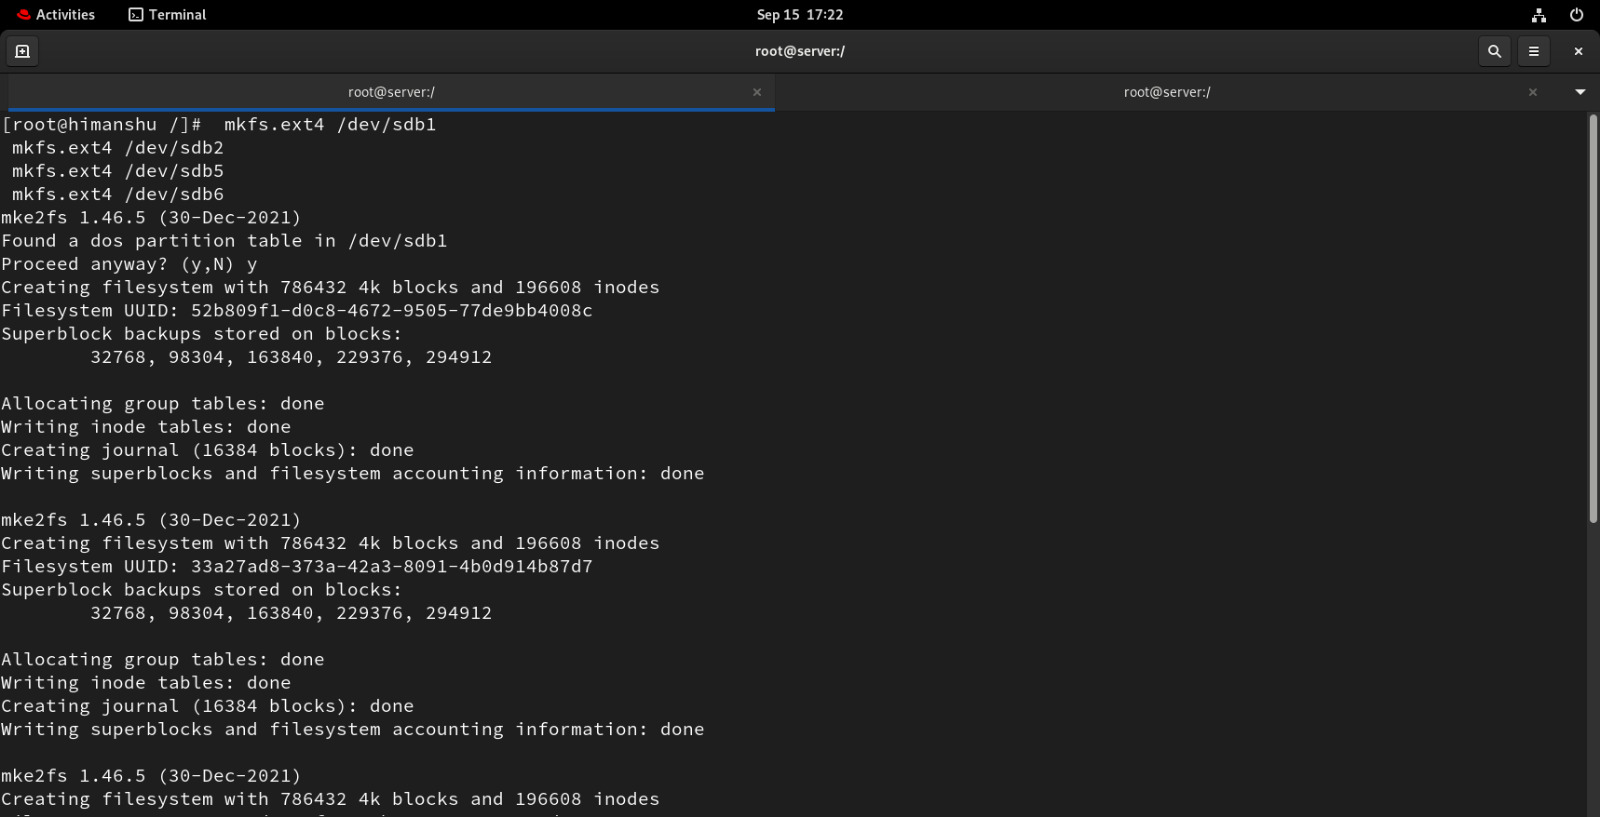 Activities Terminal Sep 15 17:22
root@server:/
root@server:/ root@server:/
[root@himanshu /]#  mkfs.ext4 /dev/sdb1
 mkfs.ext4 /dev/sdb2
 mkfs.ext4 /dev/sdb5
 mkfs.ext4 /dev/sdb6
mke2fs 1.46.5 (30-Dec-2021)
Found a dos partition table in /dev/sdb1
Proceed anyway? (y,N) y
Creating filesystem with 786432 4k blocks and 196608 inodes
Filesystem UUID: 52b809f1-d0c8-4672-9505-77de9bb4008c
Superblock backups stored on blocks:
        32768, 98304, 163840, 229376, 294912
Allocating group tables: done
Writing inode tables: done
Creating journal (16384 blocks): done
Writing superblocks and filesystem accounting information: done
mke2fs 1.46.5 (30-Dec-2021)
Creating filesystem with 786432 4k blocks and 196608 inodes
Filesystem UUID: 33a27ad8-373a-42a3-8091-4b0d914b87d7
Superblock backups stored on blocks:
        32768, 98304, 163840, 229376, 294912
Allocating group tables: done
Writing inode tables: done
Creating journal (16384 blocks): done
Writing superblocks and filesystem accounting information: done
mke2fs 1.46.5 (30-Dec-2021)
Creating filesystem with 786432 4k blocks and 196608 inodes